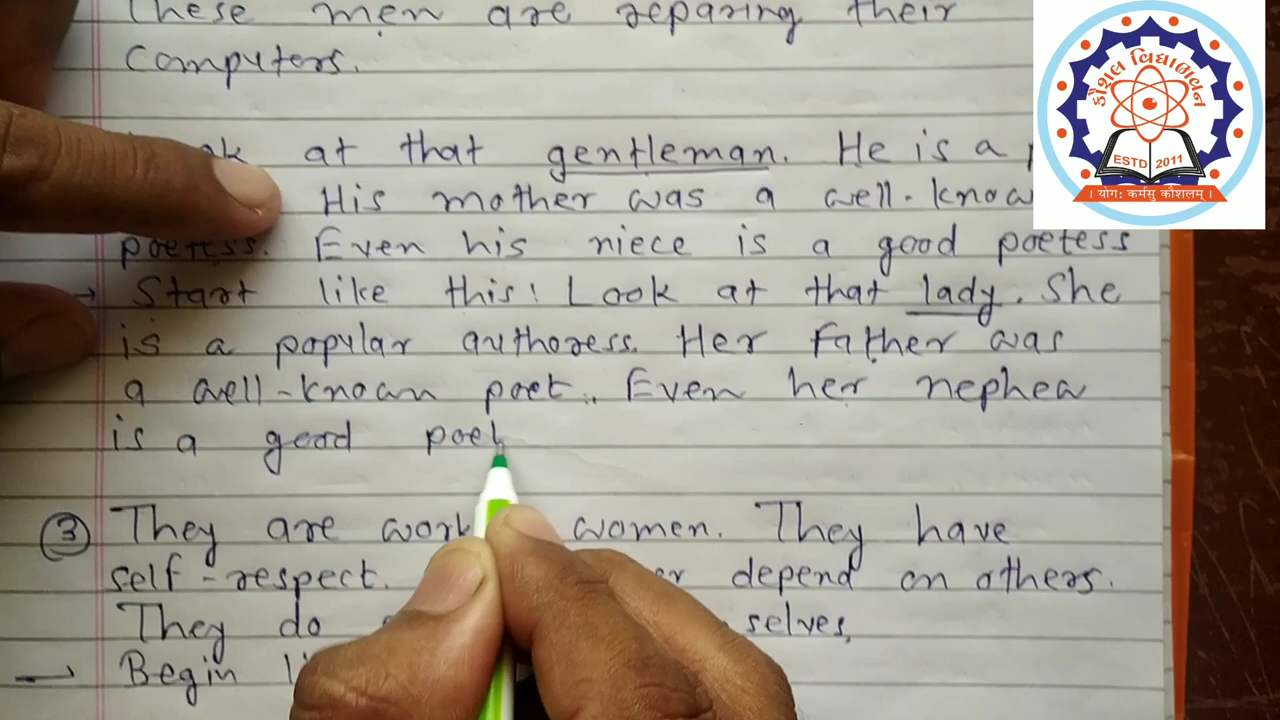 These men are reparing their
Computers.
at that gentleman. He is a
His mother was a well-know
poetess. Even his niece is a good poetess
→ Start like this! Look at that lady. She
is a popular authoress. Her Father was
a well-known poet.. Even her nephew
is a good poet
③ They are women. They have
self-respect. depend on others.
They do selves,
→ Begin
કૌશલ વિદ્યાભવન
ESTD 2011
। योगः कर्मसु कौशलम् ।